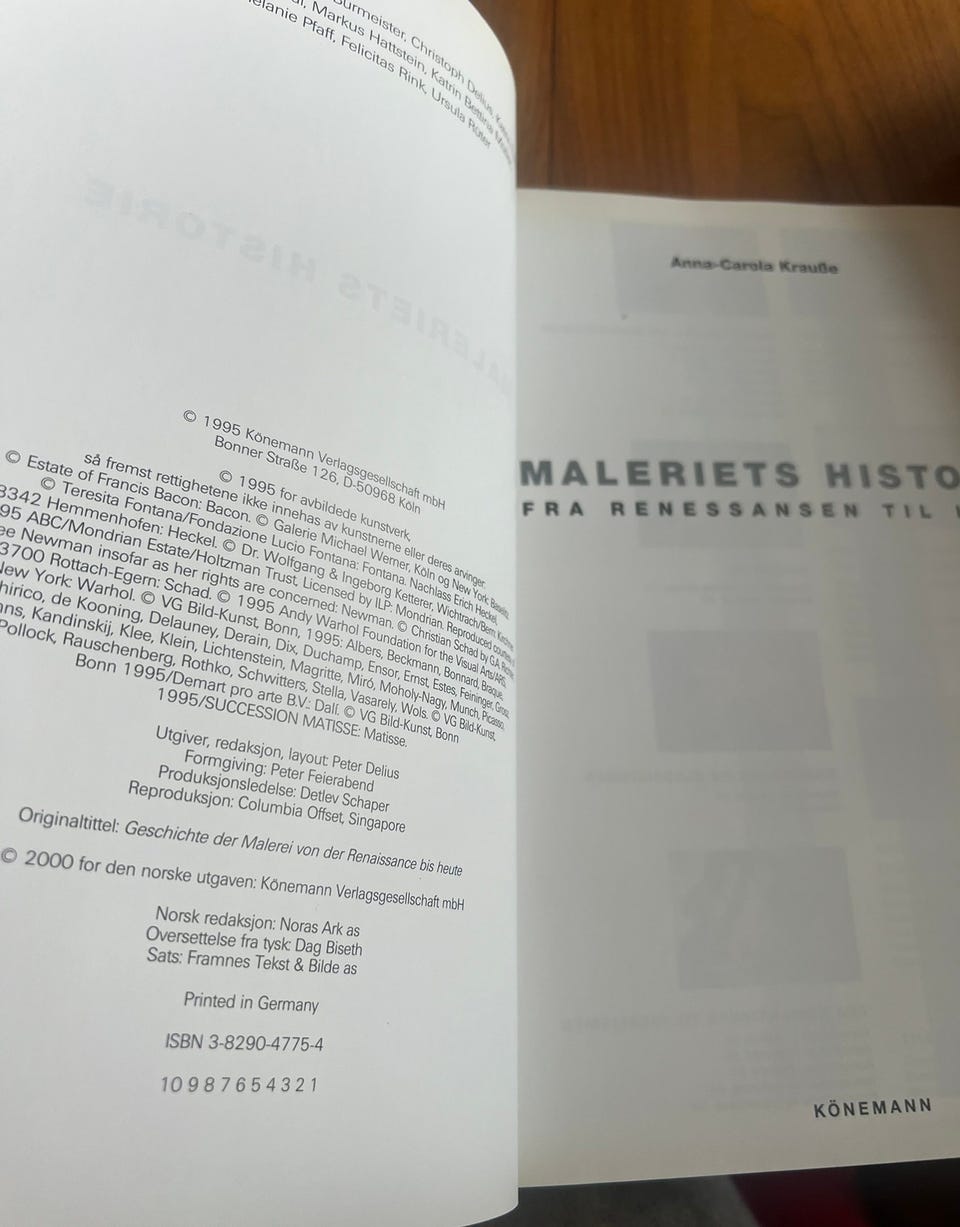 Burmeister, Christoph Delius,
Markus Hattstein, Katrin Bettina
elanie Pfaff, Felicitas Rink, Ursula Rüter
MALERIETS HISTORIE
© 1995 Könemann Verlagsgesellschaft mbH
Bonner Straße 126, D-50968 Köln
© 1995 for avbildede kunstverk,
så fremst rettighetene ikke innehas av kunstnerne eller deres arvinger.
© Estate of Francis Bacon: Bacon. © Galerie Michael Werner, Köln og New York: Baselitz.
© Teresita Fontana/Fondazione Lucio Fontana: Fontana. Nachlass Erich Heckel,
8342 Hemmenhofen: Heckel. © Dr. Wolfgang & Ingeborg Ketterer, Wichtrach/Bern:
95 ABC/Mondrian Estate/Holtzman Trust, Licensed by ILP: Mondrian. Reproduced courtesy
ee Newman insofar as her rights are concerned: Newman. © Christian Schad by G.A.
3700 Rottach-Egern: Schad. © 1995 Andy Warhol Foundation for the Visual Arts/ARS,
New York: Warhol. © VG Bild-Kunst, Bonn, 1995: Albers, Beckmann, Bonnard, Braque,
hirico, de Kooning, Delauney, Derain, Dix, Duchamp, Ensor, Ernst, Estes, Feininger, Grosz,
ns, Kandinskij, Klee, Klein, Lichtenstein, Magritte, Miró, Moholy-Nagy, Munch, Picasso,
Pollock, Rauschenberg, Rothko, Schwitters, Stella, Vasarely, Wols. © VG Bild-Kunst,
Bonn 1995/Demart pro arte B.V.: Dalí. © VG Bild-Kunst, Bonn
1995/SUCCESSION MATISSE: Matisse.
Utgiver, redaksjon, layout: Peter Delius
Formgiving: Peter Feierabend
Produksjonsledelse: Detlev Schaper
Reproduksjon: Columbia Offset, Singapore
Originaltittel: Geschichte der Malerei von der Renaissance bis heute
© 2000 for den norske utgaven: Könemann Verlagsgesellschaft mbH
Norsk redaksjon: Noras Ark as
Oversettelse fra tysk: Dag Biseth
Sats: Framnes Tekst & Bilde as
Printed in Germany
ISBN 3-8290-4775-4
10 9 8 7 6 5 4 3 2 1
Anna-Carola Krauße
MALERIETS HISTO
FRA RENESSANSEN TIL
KÖNEMANN